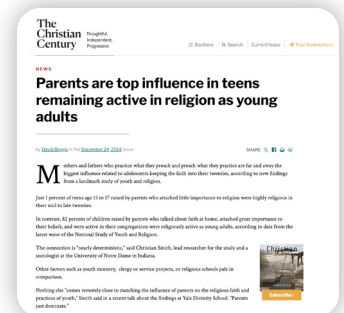 The
Christian
Century
Thoughtful,
Independent,
Progressive
Sections
Search
Current Issue
Free Newsletters
NEWS
Parents are top influence in teens
remaining active in religion as young
adults
by David Briggs in the December 24, 2014 issue
SHARE
Mothers and fathers who practice what they preach and preach what they practice are far and away the
biggest influence related to adolescents keeping the faith into their twenties, according to new findings
from a landmark study of youth and religion.
Just 1 percent of teens age 15 to 17 raised by parents who attached little importance to religion were highly religious in
their mid to late twenties.
In contrast, 82 percent of children raised by parents who talked about faith at home, attached great importance to
their beliefs, and were active in their congregations were religiously active as young adults, according to data from the
latest wave of the National Study of Youth and Religion.
The connection is "nearly deterministic," said Christian Smith, lead researcher for the study and a
sociologist at the University of Notre Dame in Indiana.
Other factors such as youth ministry, clergy or service projects, or religious schools pale in
comparison.
Nothing else "comes remotely close to matching the influence of parents on the religious faith and
practices of youth," Smith said in a recent talk about the findings at Yale Divinity School. "Parents
just dominate."
Christian
Subscribe